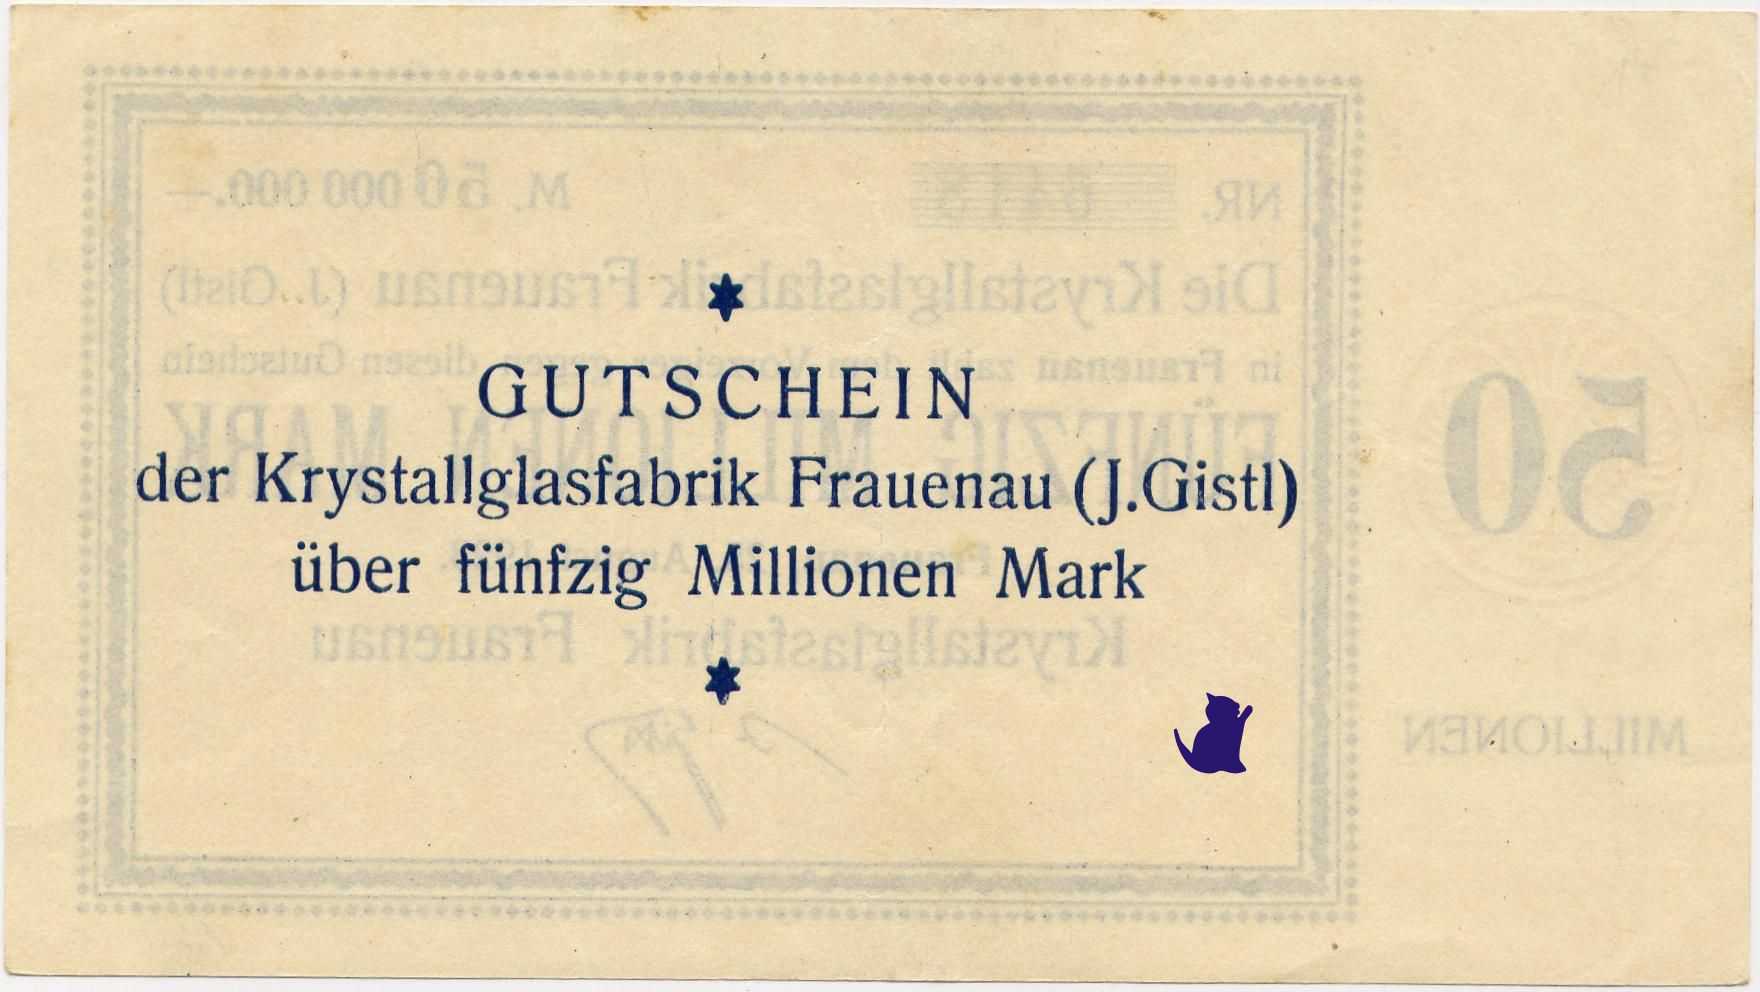 GUTSCHEIN
der Krystallglasfabrik Frauenau (J.Gistl)
über fünfzig Millionen Mark